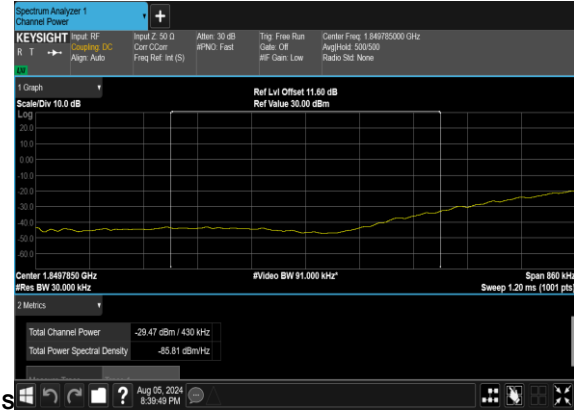 Spectrum Analyzer 1
Channel Power
KEYSIGHT Input: RF Input Z: 50 Ω Atten: 30 dB Trig: Free Run Center Freq: 1.849785000 GHz
R T Coupling: DC Corr CCorr #PNO: Fast Gate: Off Avg|Hold: 500/500
Align: Auto Freq Ref: Int (S) #IF Gain: Low Radio Std: None
1 Graph
Ref Lvl Offset 11.60 dB
Scale/Div 10.0 dB Ref Value 30.00 dBm
Log
20.0
10.0
0.00
-10.0
-20.0
-30.0
-40.0
-50.0
-60.0
Center 1.8497850 GHz #Video BW 91.000 kHz* Span 860 kHz
#Res BW 30.000 kHz Sweep 1.20 ms (1001 pts)
2 Metrics
Total Channel Power -29.47 dBm / 430 kHz
Total Power Spectral Density -85.81 dBm/Hz
S
? Aug 05, 2024
8:39:49 PM